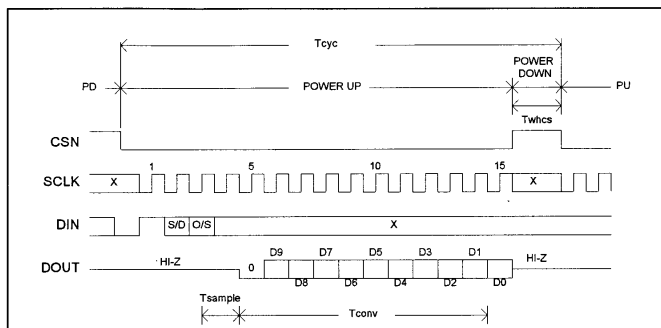 Tcyc
POWER DOWN
PD
POWER UP
PU
Twhcs
CSN
1 5 10 15
SCLK X X
DIN S/D O/S X
D9 D7 D5 D3 D1
DOUT HI-Z 0 HI-Z
D8 D6 D4 D2 D0
Tsample Tconv